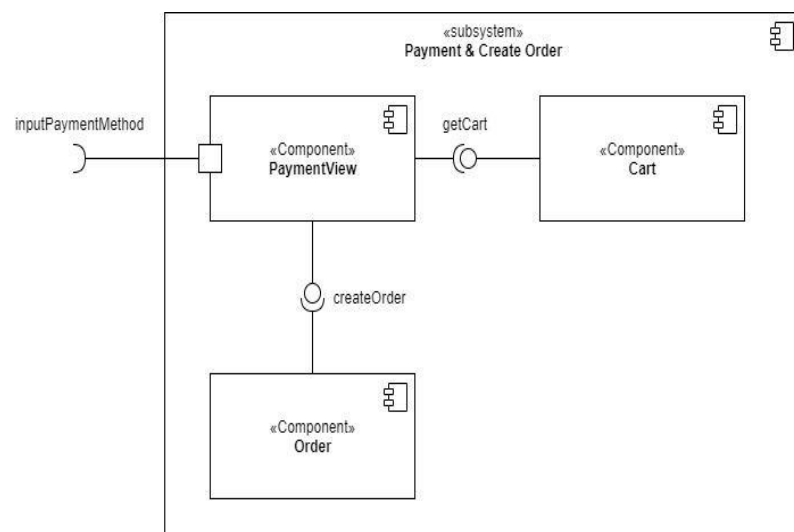 «subsystem»
Payment & Create Order
inputPaymentMethod
«Component»
PaymentView
getCart
«Component»
Cart
createOrder
«Component»
Order